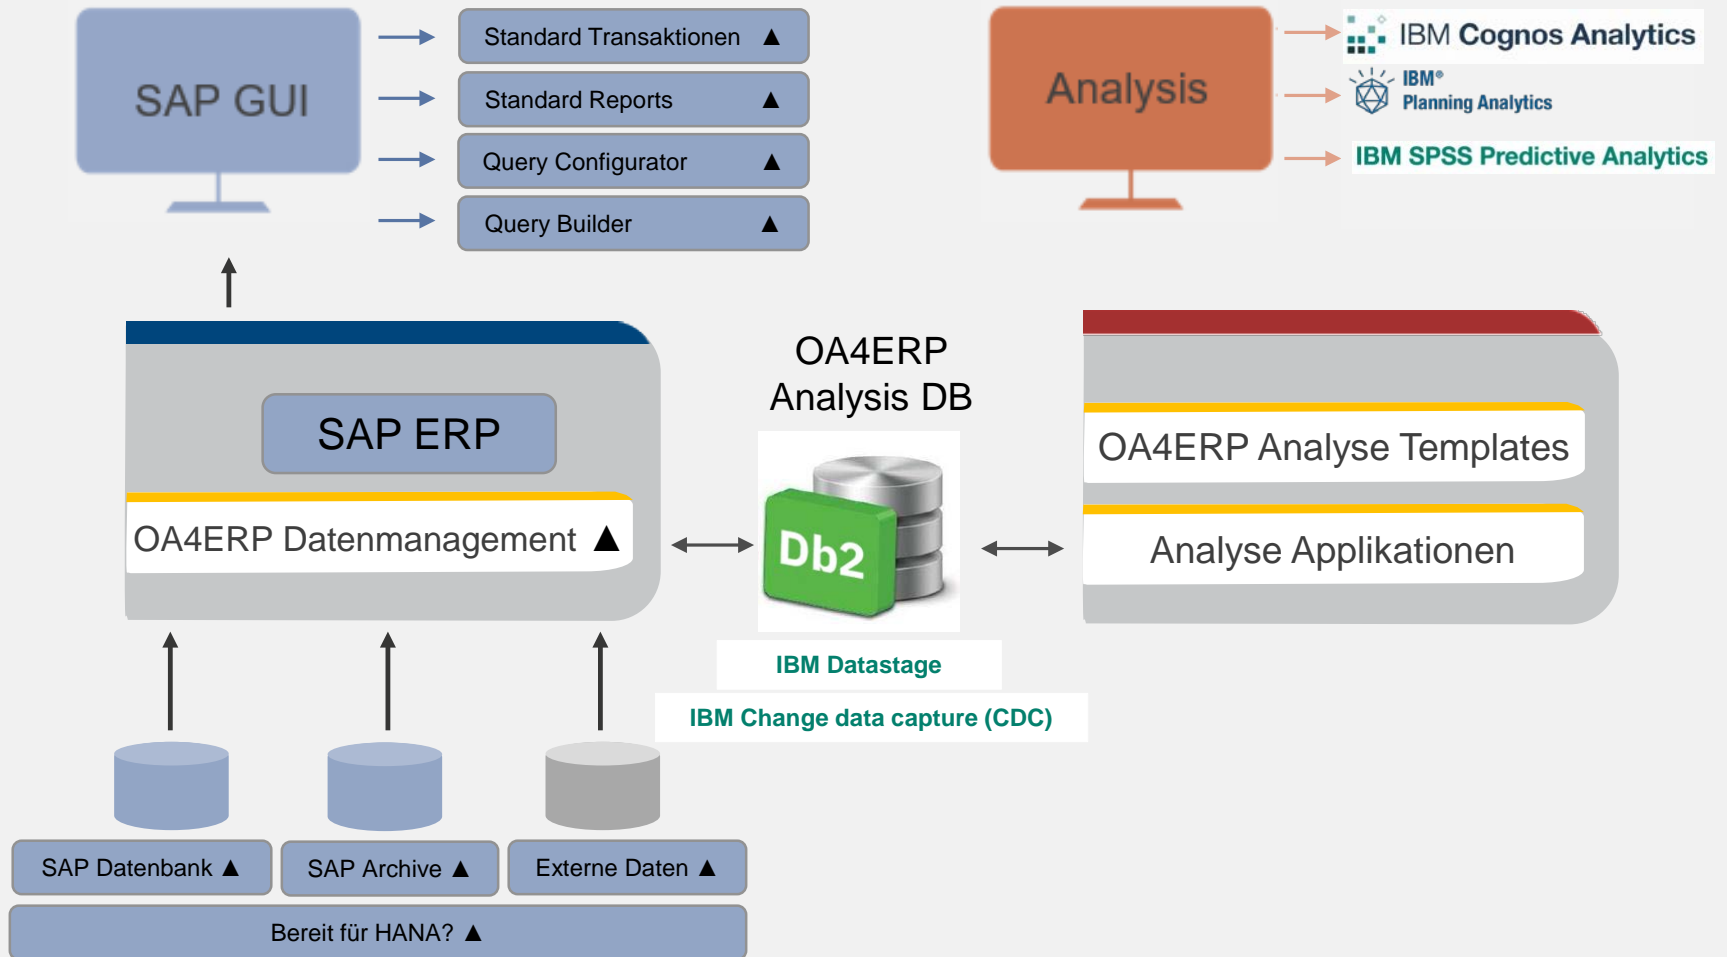 SAP GUI
Standard Transaktionen ▲
Standard Reports ▲
Query Configurator ▲
Query Builder ▲
Analysis
IBM Cognos Analytics
IBM®
Planning Analytics
IBM SPSS Predictive Analytics
SAP ERP
OA4ERP Datenmanagement ▲
OA4ERP
Analysis DB
Db2
IBM Datastage
IBM Change data capture (CDC)
OA4ERP Analyse Templates
Analyse Applikationen
SAP Datenbank ▲
SAP Archive ▲
Externe Daten ▲
Bereit für HANA? ▲